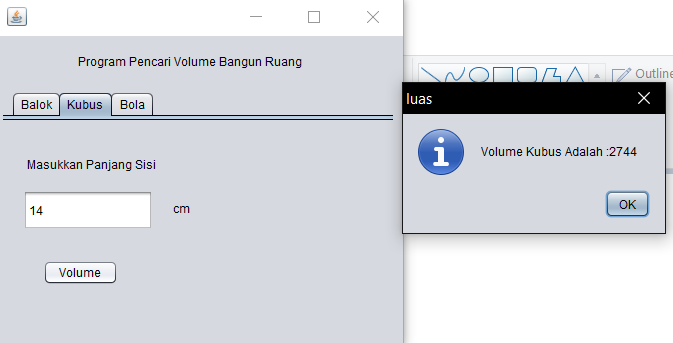 Program Pencari Volume Bangun Ruang
Balok Kubus Bola
Masukkan Panjang Sisi
14 cm
Volume
Outline
luas
Volume Kubus Adalah :2744
OK